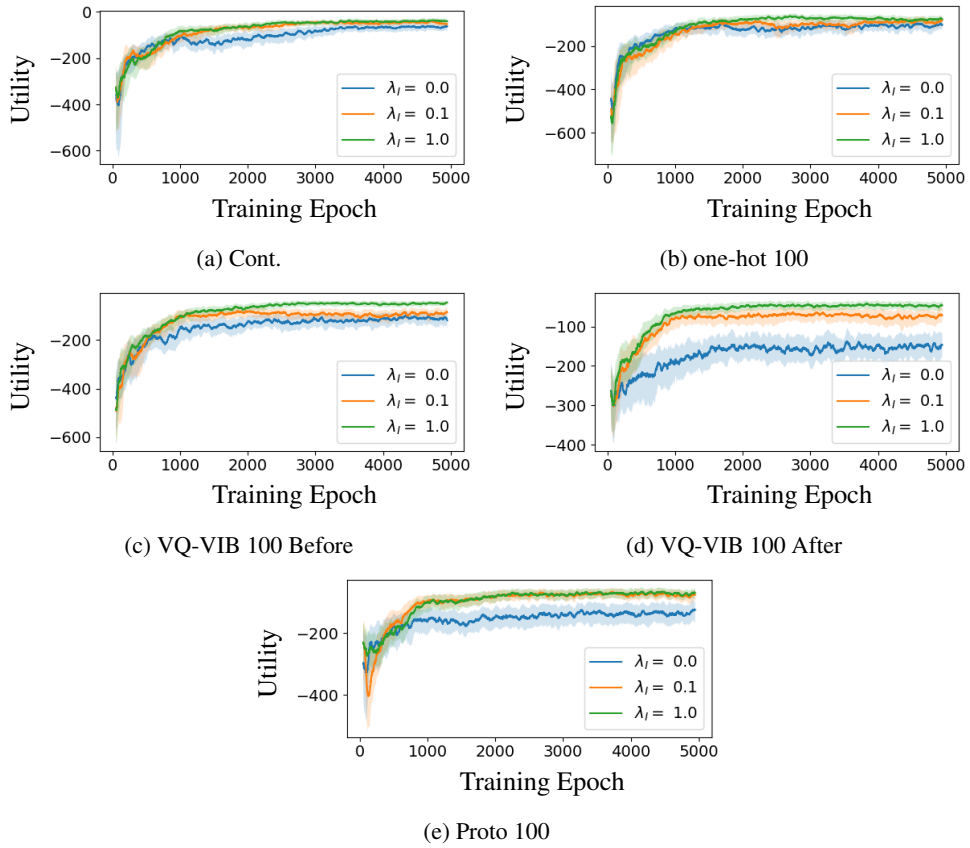 0
−200
−400
−600
Utility
λI = 0.0
λI = 0.1
λI = 1.0
0 1000 2000 3000 4000 5000
Training Epoch
(a) Cont.
−200
−400
−600
Utility
λI = 0.0
λI = 0.1
λI = 1.0
0 1000 2000 3000 4000 5000
Training Epoch
(b) one-hot 100
−200
−400
−600
Utility
λI = 0.0
λI = 0.1
λI = 1.0
0 1000 2000 3000 4000 5000
Training Epoch
(c) VQ-VIB 100 Before
−100
−200
−300
−400
Utility
λI = 0.0
λI = 0.1
λI = 1.0
0 1000 2000 3000 4000 5000
Training Epoch
(d) VQ-VIB 100 After
−200
−400
Utility
λI = 0.0
λI = 0.1
λI = 1.0
0 1000 2000 3000 4000 5000
Training Epoch
(e) Proto 100